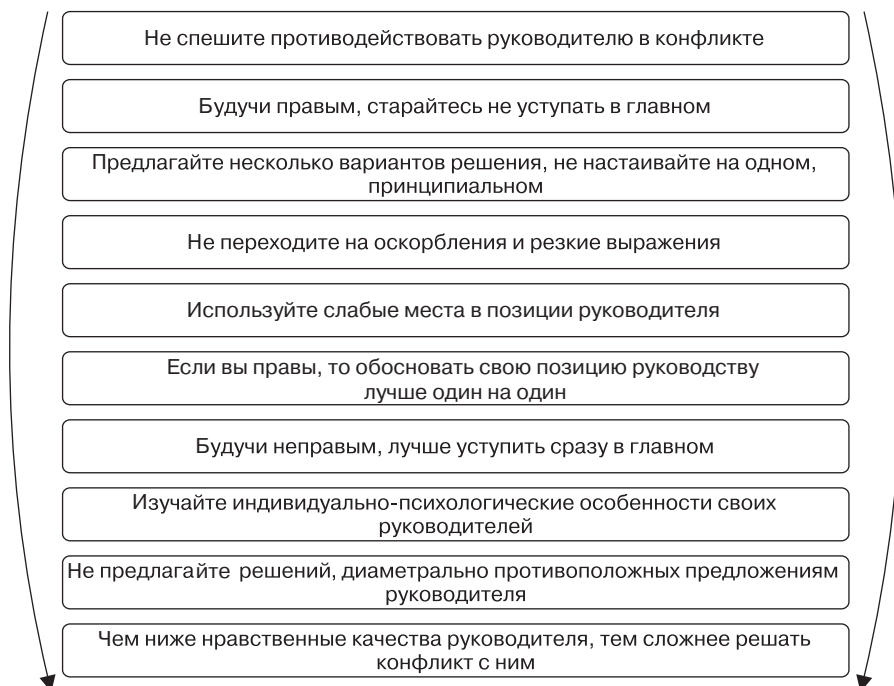 Не спешите противодействовать руководителю в конфликте
Будучи правым, старайтесь не уступать в главном
Предлагайте несколько вариантов решения, не настаивайте на одном,
принципиальном
Не переходите на оскорбления и резкие выражения
Используйте слабые места в позиции руководителя
Если вы правы, то обосновать свою позицию руководству
лучше один на один
Будучи неправым, лучше уступить сразу в главном
Изучайте индивидуально-психологические особенности своих
руководителей
Не предлагайте решений, диаметрально противоположных предложениям
руководителя
Чем ниже нравственные качества руководителя, тем сложнее решать
конфликт с ним